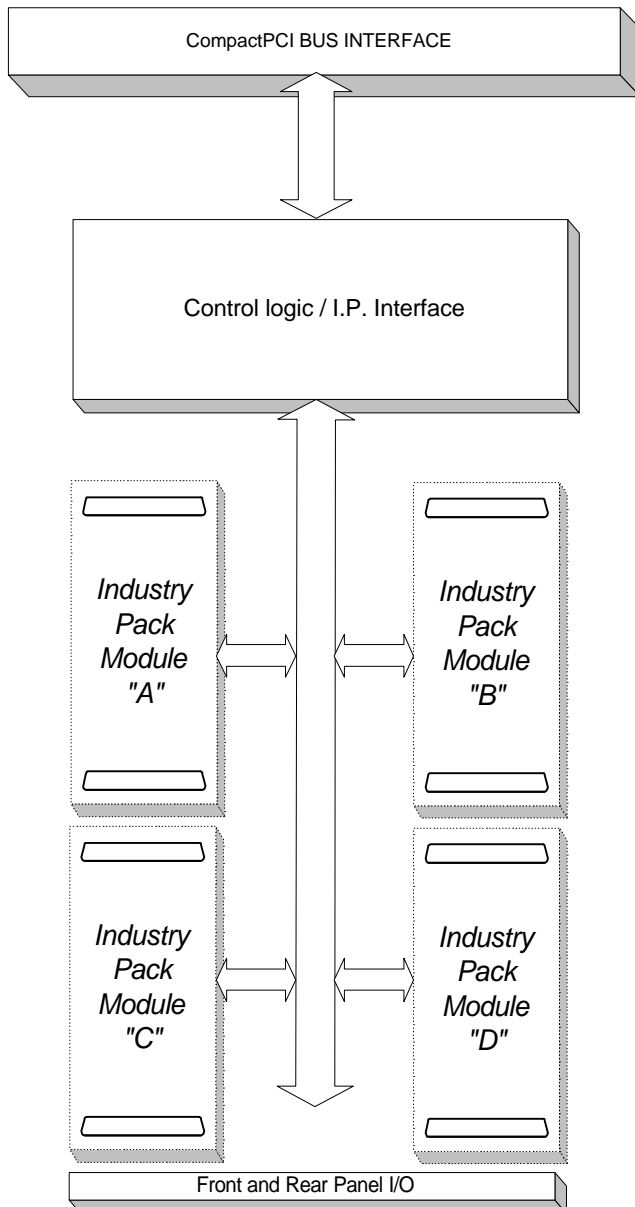 CompactPCI BUS INTERFACE
Control logic / I.P. Interface
Industry
Pack
Module
"A"
Industry
Pack
Module
"B"
Industry
Pack
Module
"C"
Industry
Pack
Module
"D"
Front and Rear Panel I/O